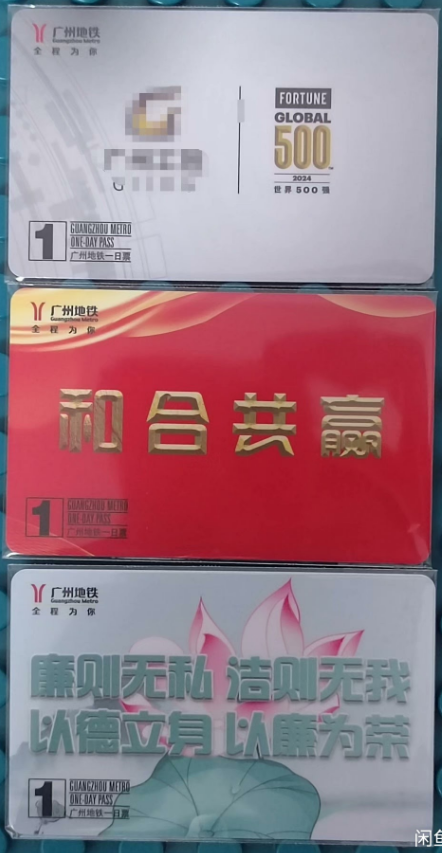 广州地铁
Guangzhou Metro
全程为你
FORTUNE
GLOBAL
500
2024
世界500强
1
GUANGZHOU METRO
ONE-DAY PASS
广州地铁一日票
广州地铁
Guangzhou Metro
全程为你
和合共赢
1
GUANGZHOU METRO
ONE-DAY PASS
广州地铁一日票
广州地铁
Guangzhou Metro
全程为你
廉则无私 洁则无我
以德立身 以廉为荣
1
GUANGZHOU METRO
ONE-DAY PASS
广州地铁一日票
闲